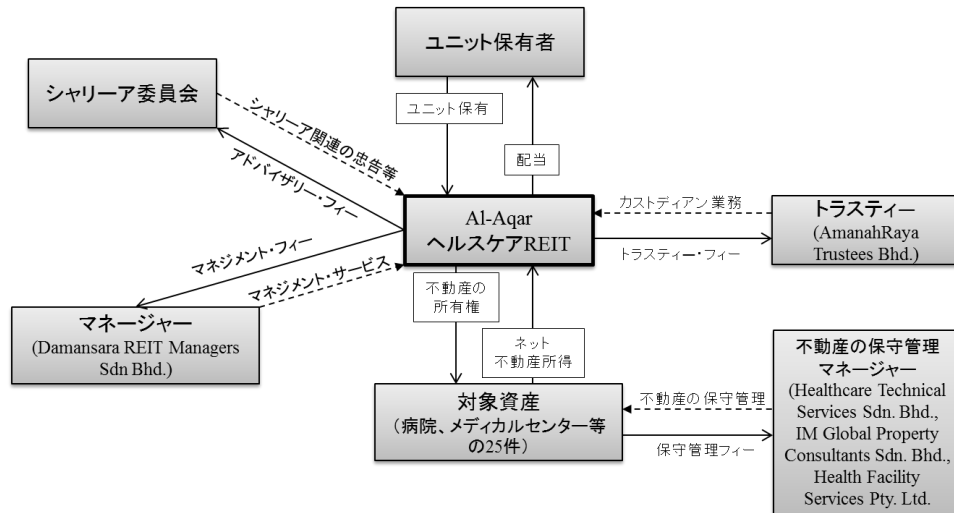 ユニット保有者
シャリーア委員会
シャリーア関連の忠告等
アドバイザリー・フィー
ユニット保有
配当
Al-Aqar
ヘルスケアREIT
カストディアン業務
トラスティー・フィー
トラスティー
(AmanahRaya
Trustees Bhd.)
マネジメント・フィー
マネジメント・サービス
マネージャー
(Damansara REIT Managers
Sdn Bhd.)
不動産の
所有権
ネット
不動産所得
対象資産
(病院、メディカルセンター等
の25件)
不動産の保守管理
保守管理フィー
不動産の保守管理
マネージャー
(Healthcare Technical
Services Sdn. Bhd.,
IM Global Property
Consultants Sdn. Bhd.,
Health Facility
Services Pty. Ltd.